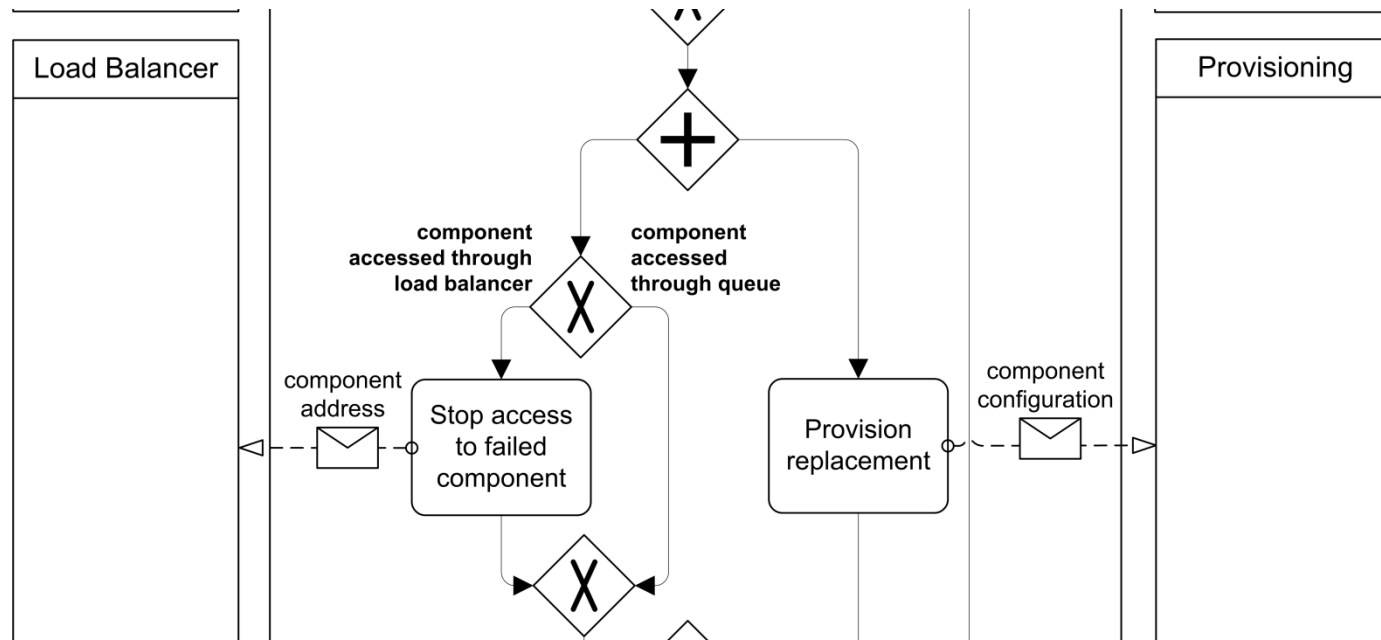 Load Balancer
Provisioning
component
accessed through
load balancer
component
accessed
through queue
component
address
Stop access
to failed
component
Provision
replacement
component
configuration